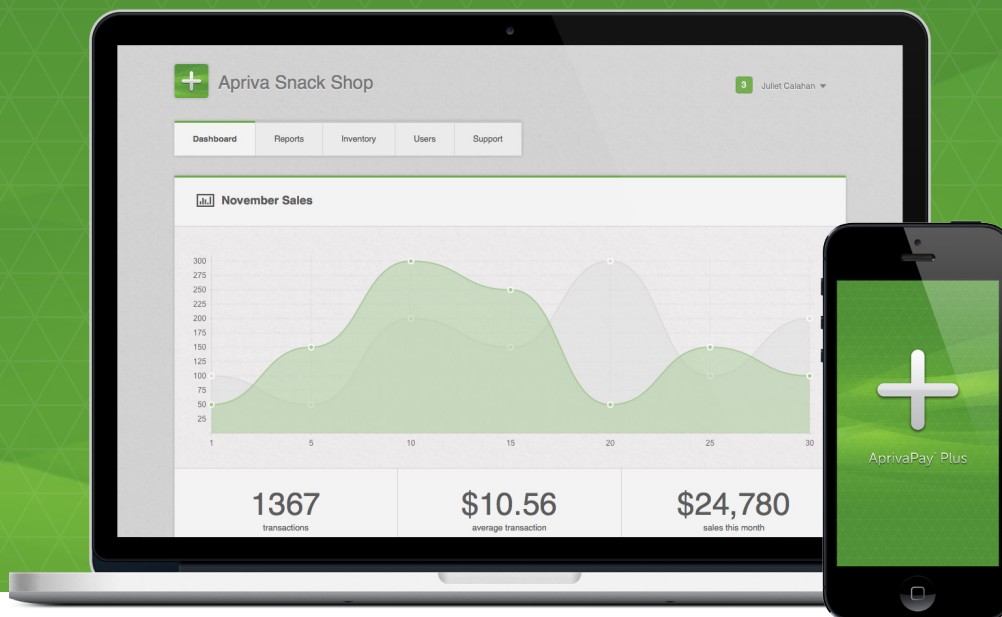 Apriva Snack Shop
3 Juliet Calahan
Dashboard Reports Inventory Users Support
November Sales
300
275
250
225
200
175
150
125
100
75
50
25
1 5 10 15 20 25 30
1367 $10.56 $24,780
transactions average transaction sales this month
AprivaPay™ Plus